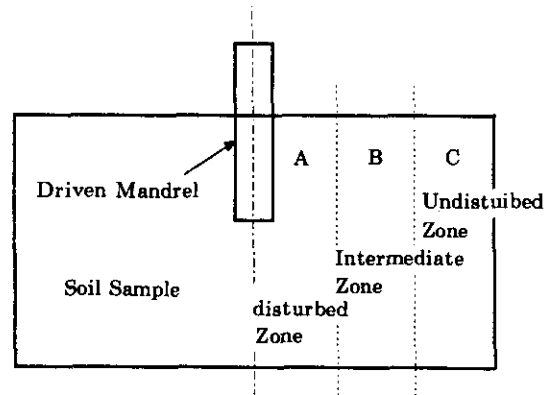 A
B
C
Driven Mandrel
Undistuibed
Zone
Intermediate
Zone
Soil Sample
disturbed
Zone